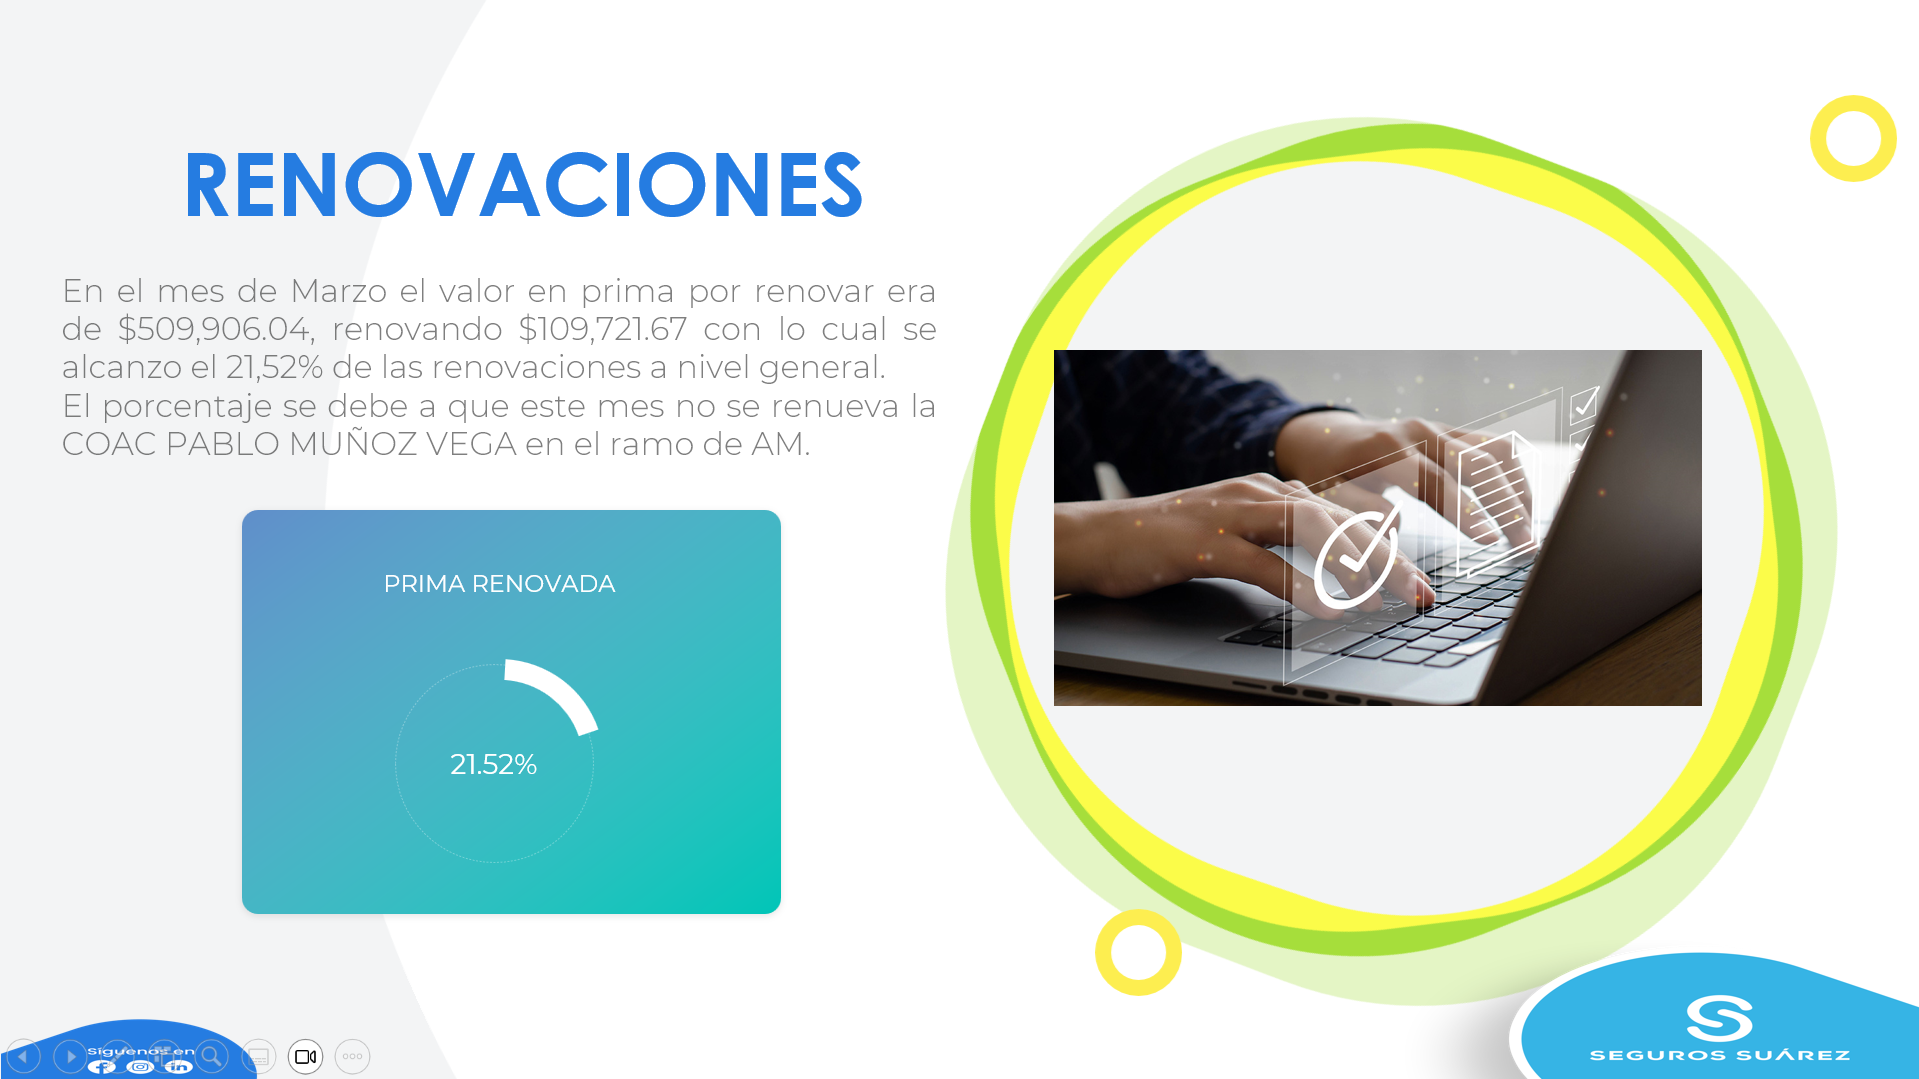 RENOVACIONES
En el mes de Marzo el valor en prima por renovar era
de $509,906.04, renovando $109,721.67 con lo cual se
alcanzo el 21,52% de las renovaciones a nivel general.
El porcentaje se debe a que este mes no se renueva la
COAC PABLO MUÑOZ VEGA en el ramo de AM.
PRIMA RENOVADA
21.52%
Síguenos en
SEGUROS SUÁREZ